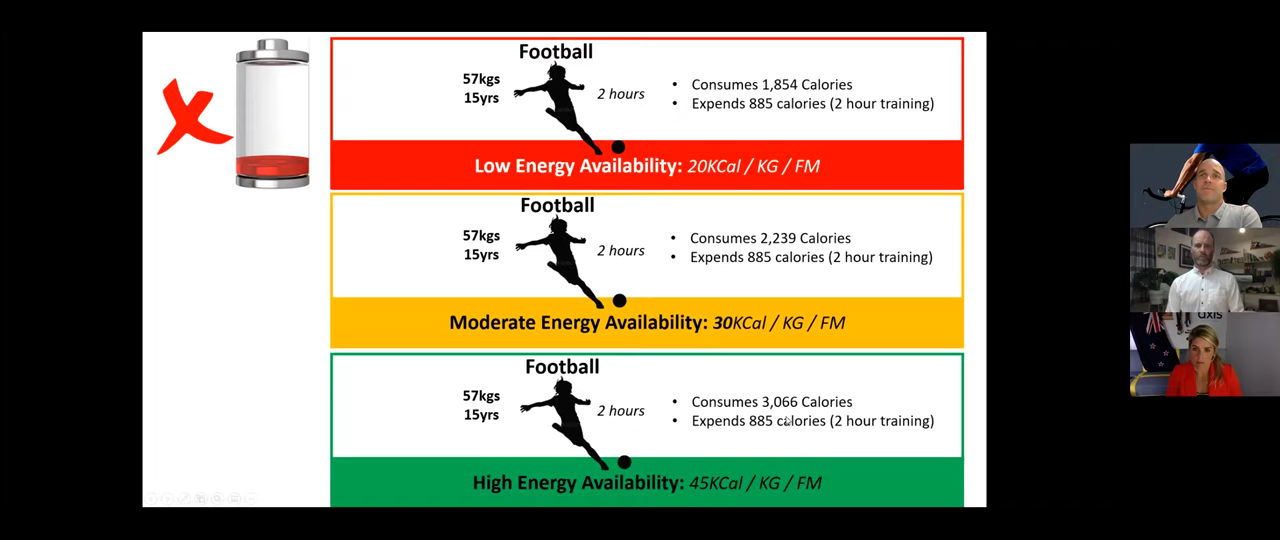 Football
57kgs
15yrs
2 hours
• Consumes 1,854 Calories
• Expends 885 calories (2 hour training)
Low Energy Availability: 20KCal / KG / FM
Football
57kgs
15yrs
2 hours
• Consumes 2,239 Calories
• Expends 885 calories (2 hour training)
Moderate Energy Availability: 30KCal / KG / FM
Football
57kgs
15yrs
2 hours
• Consumes 3,066 Calories
• Expends 885 calories (2 hour training)
High Energy Availability: 45KCal / KG / FM
axis